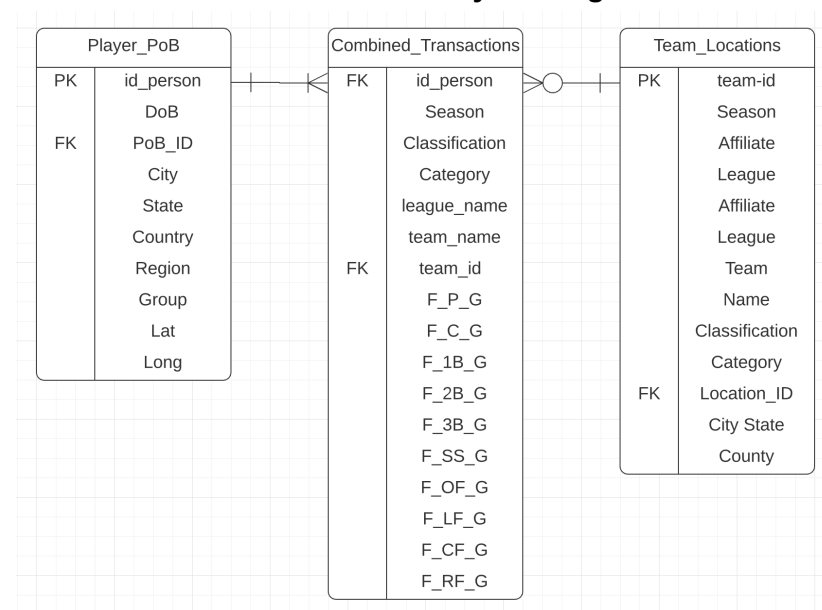 Player_PoB
PK id_person
DoB
FK PoB_ID
City
State
Country
Region
Group
Lat
Long
Combined_Transactions
FK id_person
Season
Classification
Category
league_name
team_name
FK team_id
F_P_G
F_C_G
F_1B_G
F_2B_G
F_3B_G
F_SS_G
F_OF_G
F_LF_G
F_CF_G
F_RF_G
Team_Locations
PK team-id
Season
Affiliate
League
Affiliate
League
Team
Name
Classification
Category
FK Location_ID
City State
County